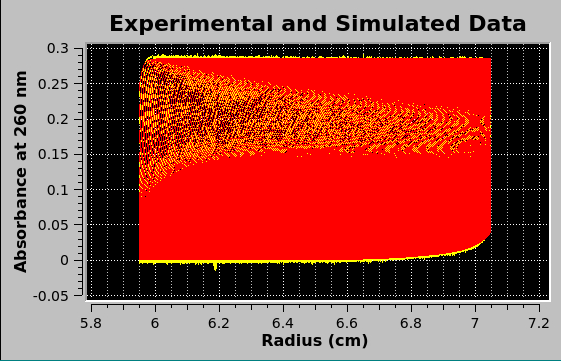 Experimental and Simulated Data
Absorbance at 260 nm
0.3
0.25
0.2
0.15
0.1
0.05
0
-0.05
5.8 6 6.2 6.4 6.6 6.8 7 7.2
Radius (cm)